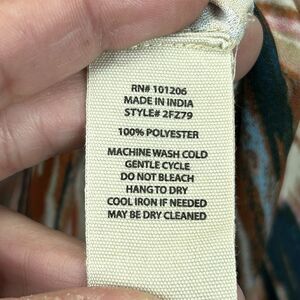 RN# 101206
MADE IN INDIA
STYLE# 2FZ79
100% POLYESTER
MACHINE WASH COLD
GENTLE CYCLE
DO NOT BLEACH
HANG TO DRY
COOL IRON IF NEEDED
MAY BE DRY CLEANED